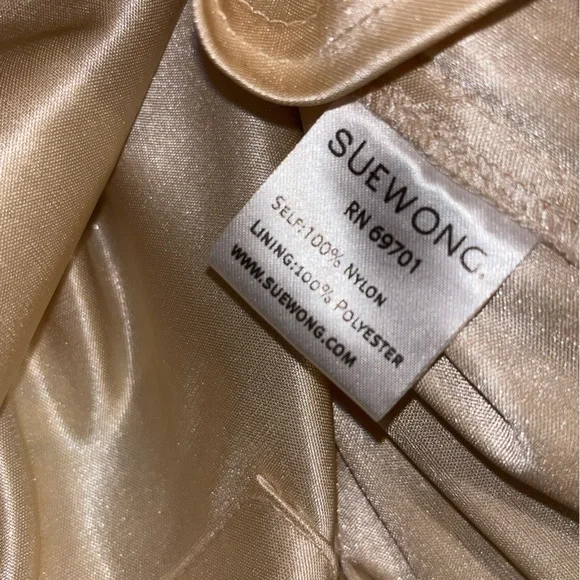 SUEWONG.
RN 69701
SELF:100% NYLON
LINING:100% POLYESTER
WWW.SUEWONG.COM